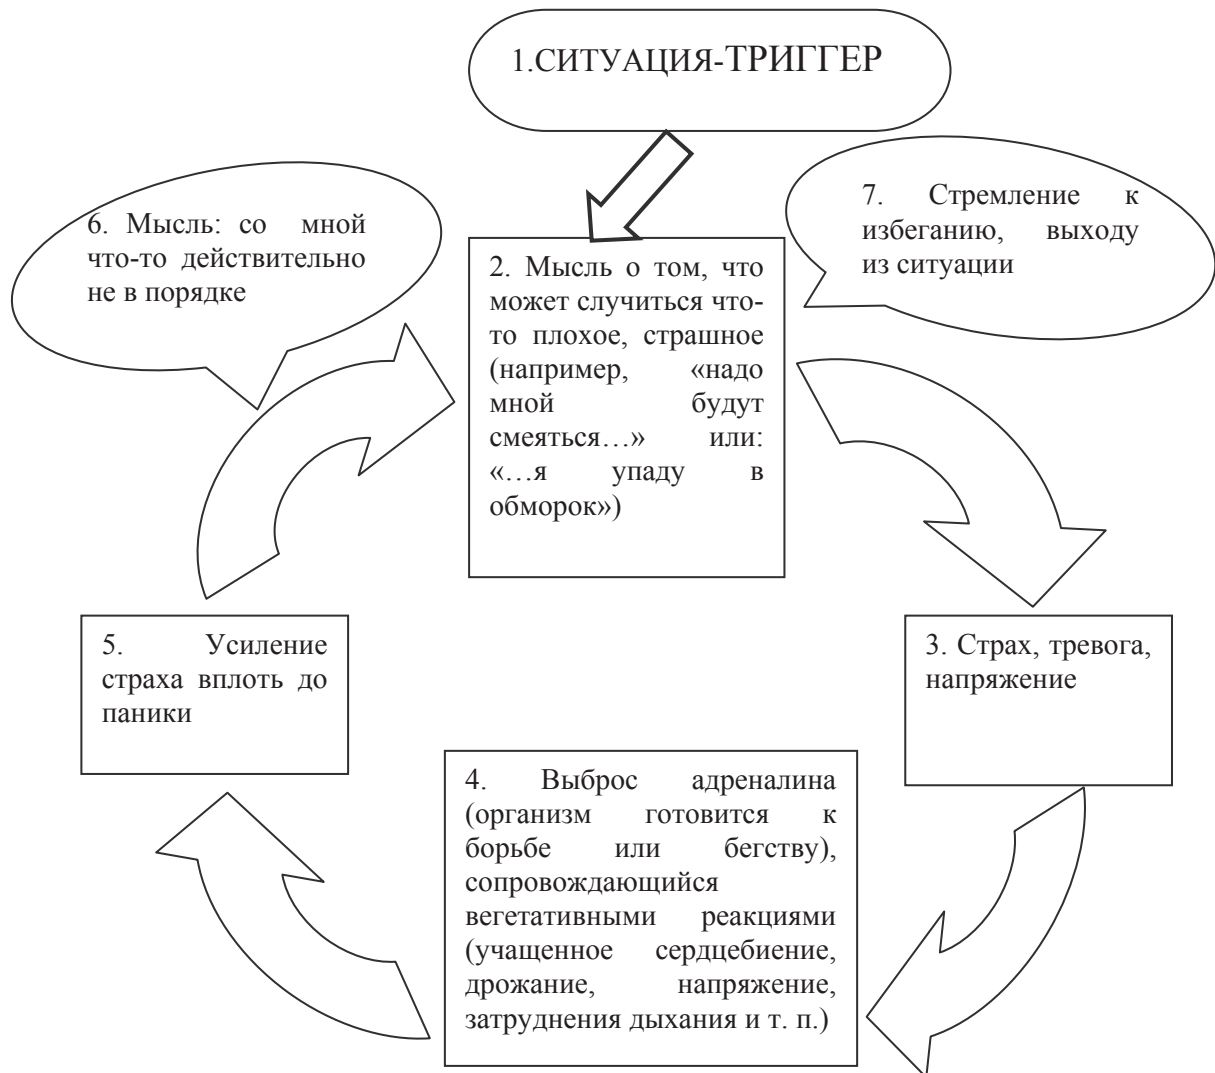 1.СИТУАЦИЯ-ТРИГГЕР
6. Мысль: со мной
что-то действительно
не в порядке
7. Стремление к
избеганию, выходу
из ситуации
2. Мысль о том, что
может случиться что-
то плохое, страшное
(например, «надо
мной будут
смеяться…» или:
«…я упаду в
обморок»)
5. Усиление
страха вплоть до
паники
3. Страх, тревога,
напряжение
4. Выброс адреналина
(организм готовится к
борьбе или бегству),
сопровождающийся
вегетативными реакциями
(учащенное сердцебиение,
дрожание, напряжение,
затруднения дыхания и т. п.)